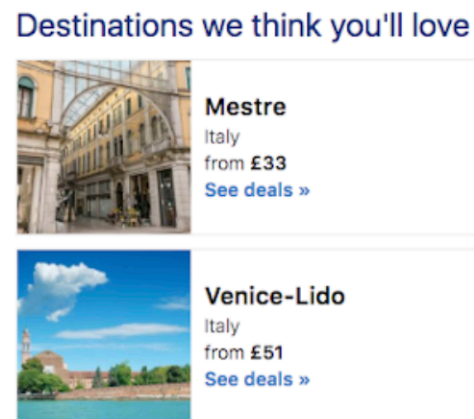 Destinations we think you'll love
Mestre
Italy
from £33
See deals »
Venice-Lido
Italy
from £51
See deals »